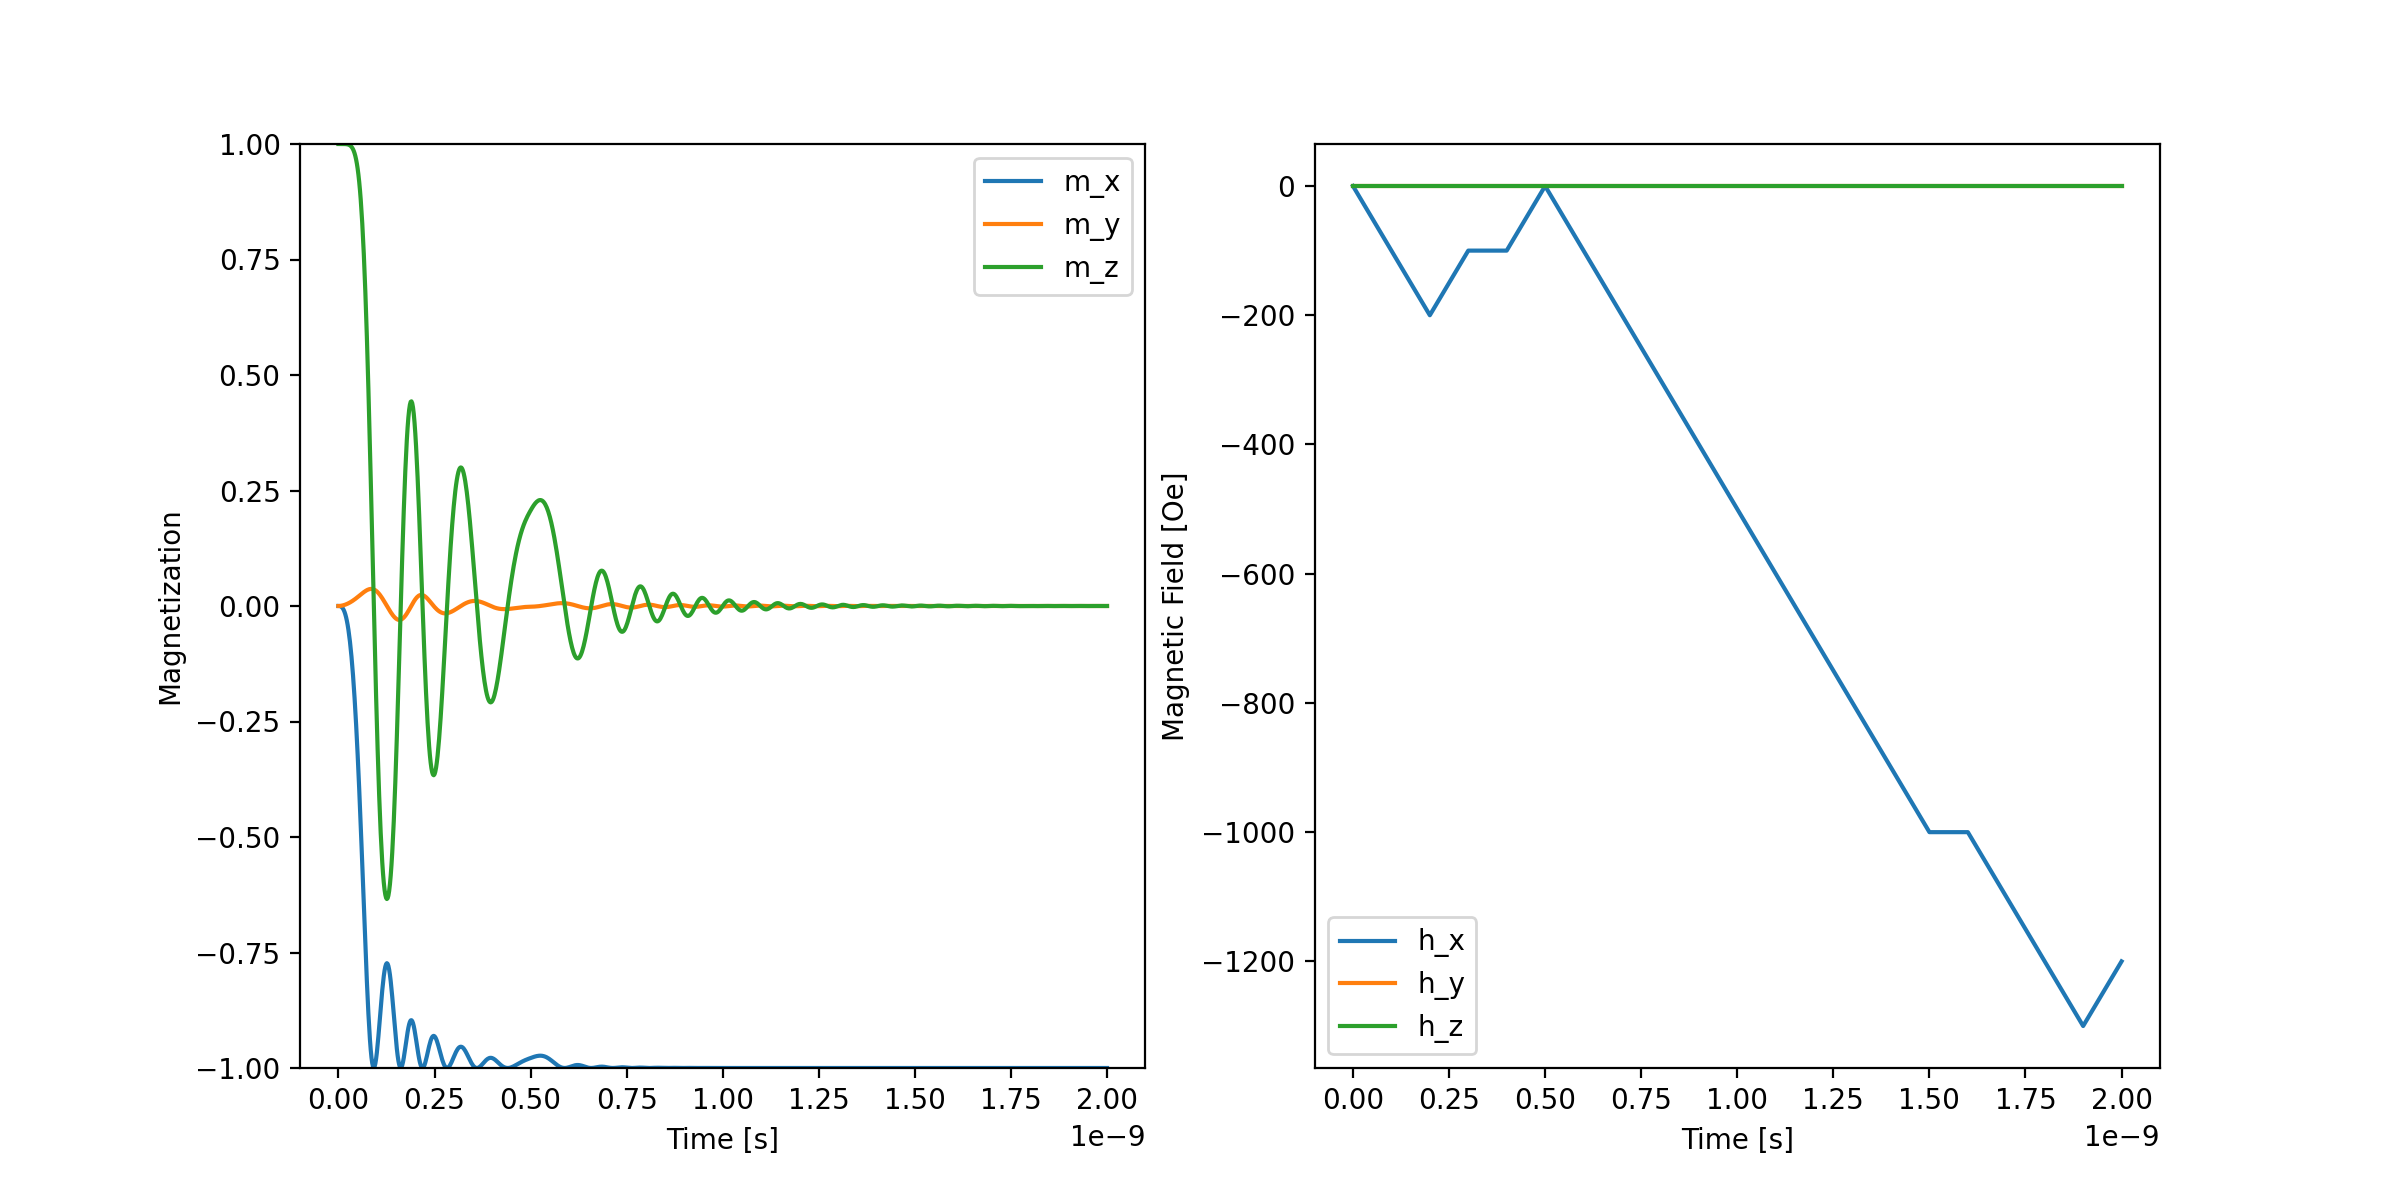 1.00
0.75
0.50
0.25
0.00
−0.25
−0.50
−0.75
−1.00
Magnetization
m_x
m_y
m_z
0.00 0.25 0.50 0.75 1.00 1.25 1.50 1.75 2.00
1e−9
Time [s]
0
−200
−400
−600
−800
−1000
−1200
Magnetic Field [Oe]
h_x
h_y
h_z
0.00 0.25 0.50 0.75 1.00 1.25 1.50 1.75 2.00
1e−9
Time [s]